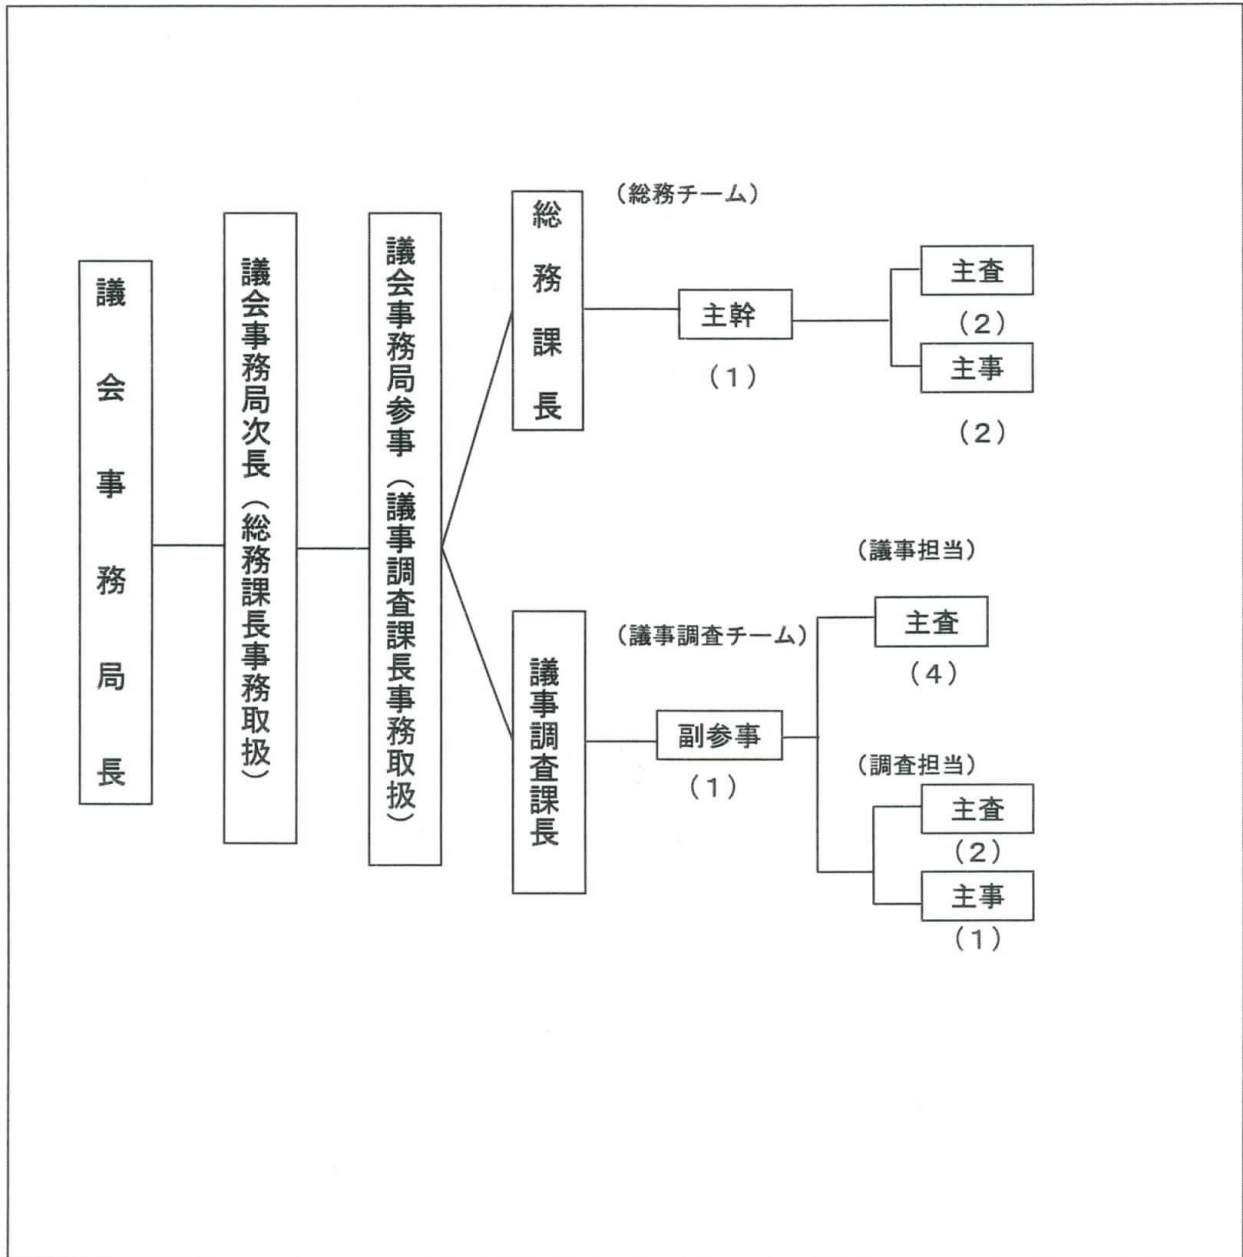 議会事務局長
議会事務局次長（総務課長事務取扱）
議会事務局参事（議事調査課長事務取扱）
総務課長
（総務チーム）
主幹
（1）
主査
（2）
主事
（2）
議事調査課長
（議事調査チーム）
副参事
（1）
（議事担当）
主査
（4）
（調査担当）
主査
（2）
主事
（1）